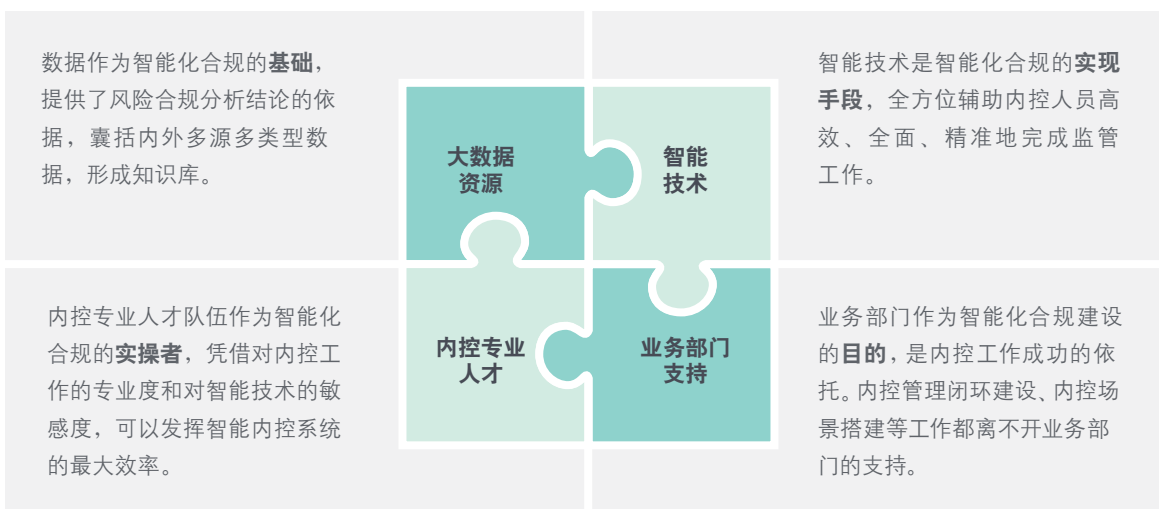 数据作为智能化合规的基础，
提供了风险合规分析结论的依
据，囊括内外多源多类型数
据，形成知识库。
大数据
资源
智能
技术
智能技术是智能化合规的实现
手段，全方位辅助内控人员高
效、全面、精准地完成监管
工作。
内控专业人才队伍作为智能化
合规的实操者，凭借对内控工
作的专业度和对智能技术的敏
感度，可以发挥智能内控系统
的最大效率。
内控专业
人才
业务部门
支持
业务部门作为智能化合规建设
的目的，是内控工作成功的依
托。内控管理闭环建设、内控场
景搭建等工作都离不开业务部
门的支持。